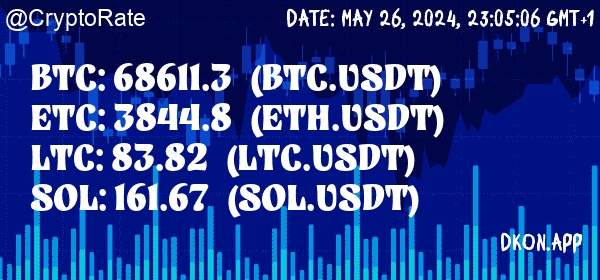 @CryptoRate
DATE: MAY 26, 2024, 23:05:06 GMT+1
BTC: 68611.3 (BTC.USDT)
ETC: 3844.8 (ETH.USDT)
LTC: 83.82 (LTC.USDT)
SOL: 161.67 (SOL.USDT)
DKON.APP